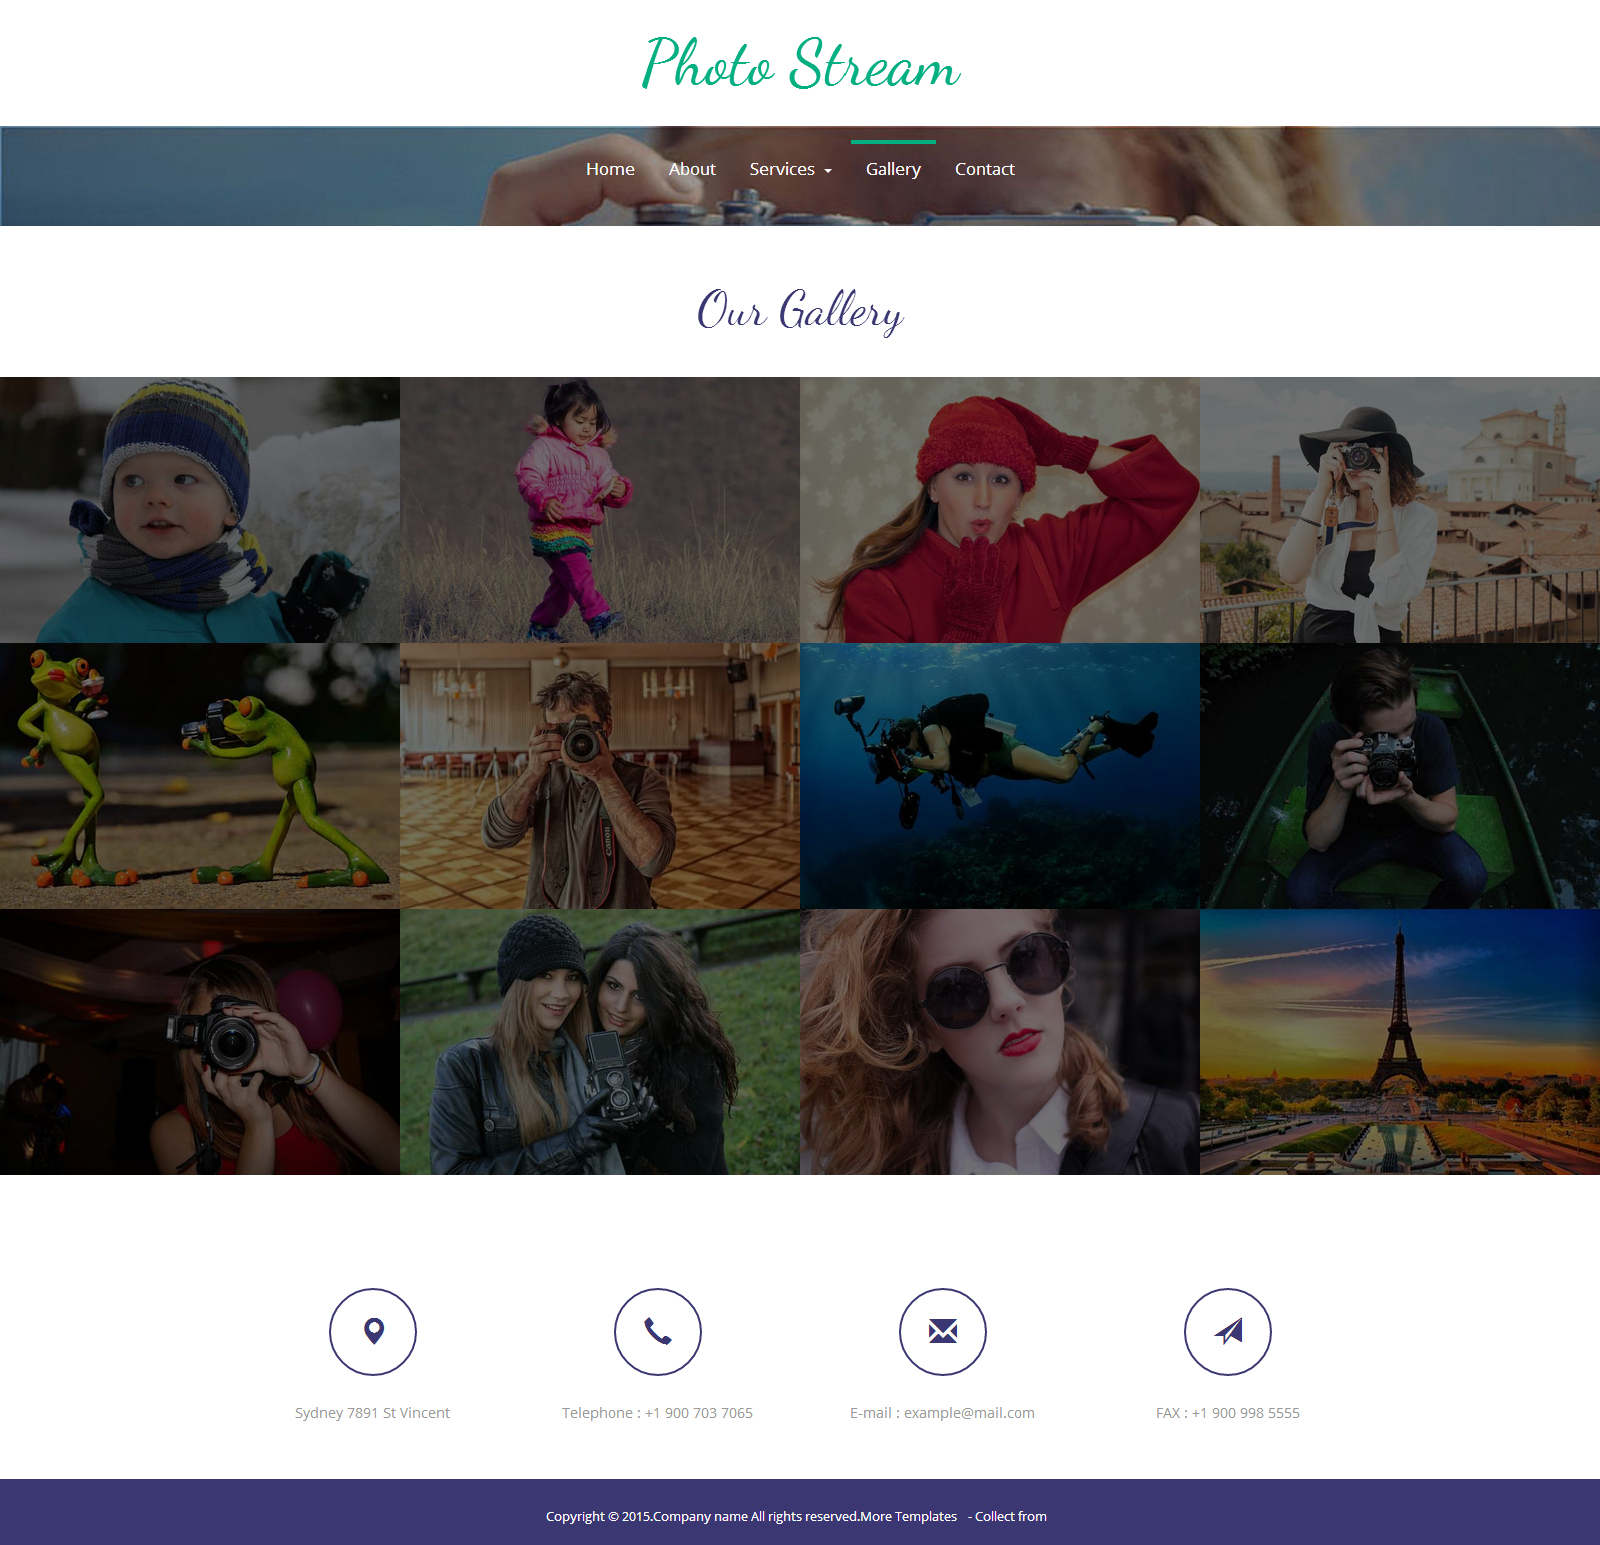 Photo Stream
Home About Services Gallery Contact
Our Gallery
Canon
Sydney 7891 St Vincent
Telephone : +1 900 703 7065
E-mail : example@mail.com
FAX : +1 900 998 5555
Copyright © 2015.Company name All rights reserved.More Templates - Collect from